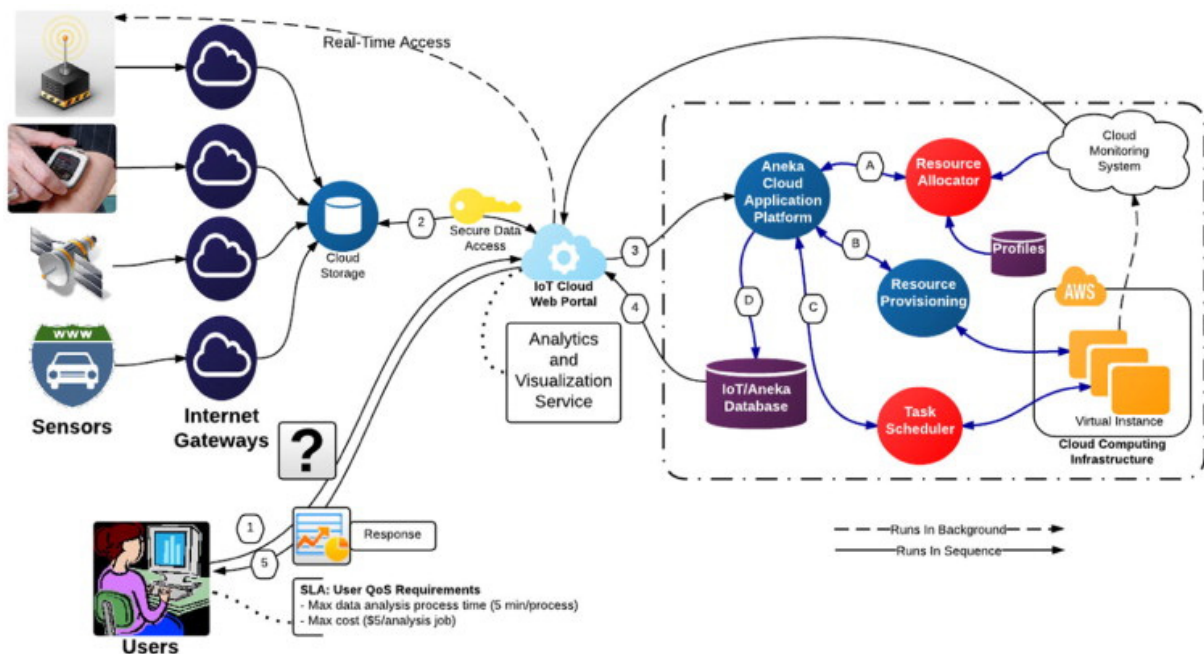 Real-Time Access
Cloud
Monitoring
System
Aneka
Cloud
Application
Platform
A
Resource
Allocator
2
Secure Data
Access
3
B
Profiles
Cloud
Storage
IoT Cloud
Web Portal
4
D
C
Resource
Provisioning
AWS
WWW
Analytics
and
Visualization
Service
IoT/Aneka
Database
Task
Scheduler
Virtual Instance
Cloud Computing
Infrastructure
Sensors
Internet
Gateways
?
1
Response
5
Runs In Background
Runs In Sequence
SLA: User QoS Requirements
- Max data analysis process time (5 min/process)
- Max cost ($5/analysis job)
Users